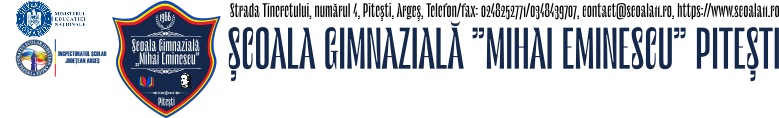 MINISTERUL
EDUCAȚIEI
NAȚIONALE
INSPECTORATUL ȘCOLAR
JUDEȚEAN ARGEȘ
1906
Școala Gimnazială
„Mihai Eminescu”
Pitești
Strada Tineretului, numărul 4, Pitești, Argeș, Telefon/fax: 0248252771/0348439707, contact@scoala11.ro, https://www.scoala11.ro
ȘCOALA GIMNAZIALĂ ”MIHAI EMINESCU” PITEȘTI